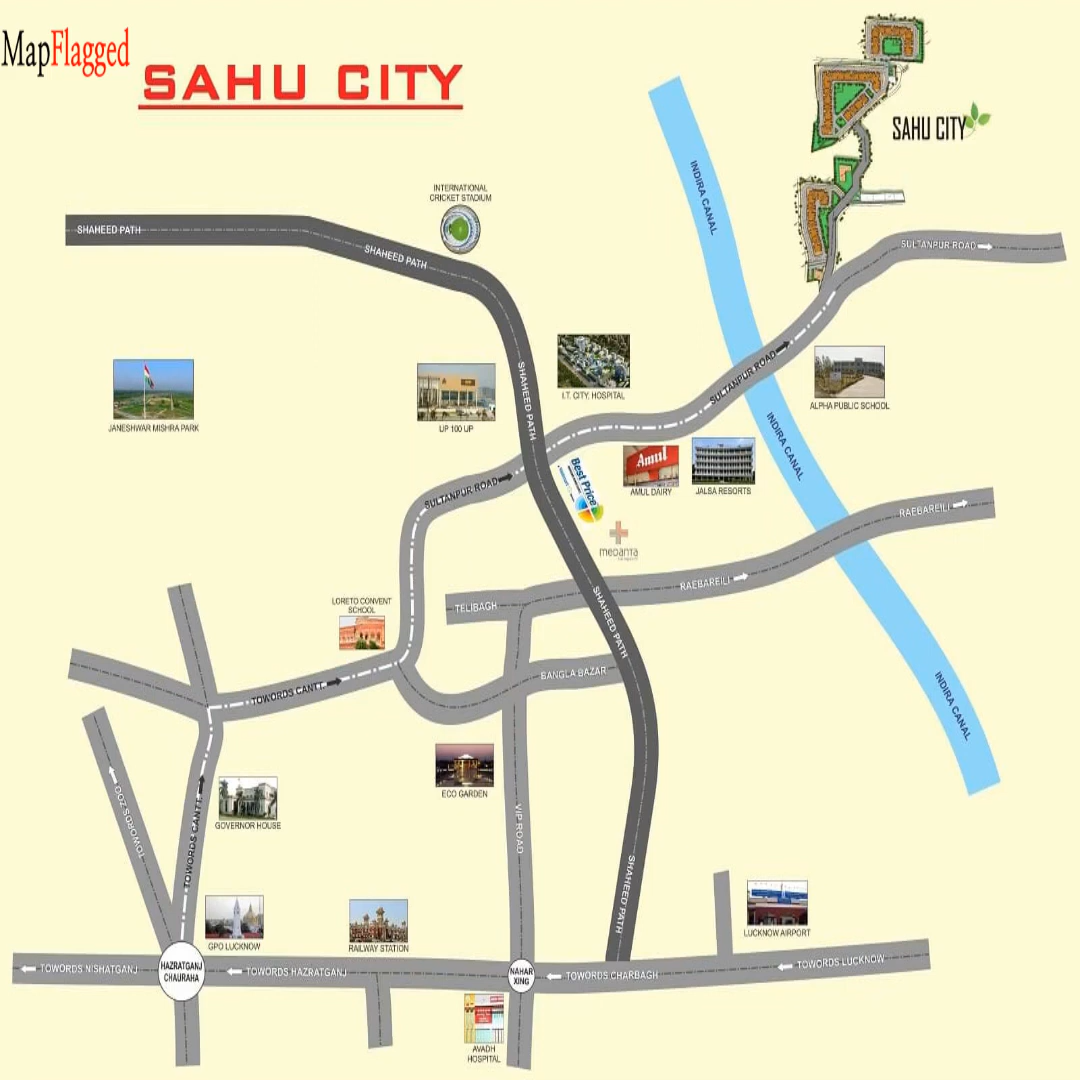 MapFlagged
SAHU CITY
SAHU CITY
INDIRA CANAL
INTERNATIONAL
CRICKET STADIUM
SHAHEED PATH
SHAHEED PATH
SULTANPUR ROAD
SHAHEED PATH
SULTANPUR ROAD
I.T. CITY, HOSPITAL
ALPHA PUBLIC SCHOOL
JANESHWAR MISHRA PARK
UP 100 UP
INDIRA CANAL
Amul
AMUL DAIRY
JALSA RESORTS
SULTANPUR ROAD
Best Price
medanta
RAEBAREILI
RAEBAREILI
LORETO CONVENT
SCHOOL
TELIBAGH
SHAHEED PATH
BANGLA BAZAR
TOWORDS CANTT.
INDIRA CANAL
ECO GARDEN
TOWORDS ZOO
TOWORDS CANTT.
GOVERNOR HOUSE
VIP ROAD
SHAHEED PATH
GPO LUCKNOW
RAILWAY STATION
LUCKNOW AIRPORT
TOWORDS NISHATGANJ
HAZRATGANJ
CHAURAHA
TOWORDS HAZRATGANJ
NAHAR
XING
TOWORDS CHARBAGH
TOWORDS LUCKNOW
AVADH
HOSPITAL